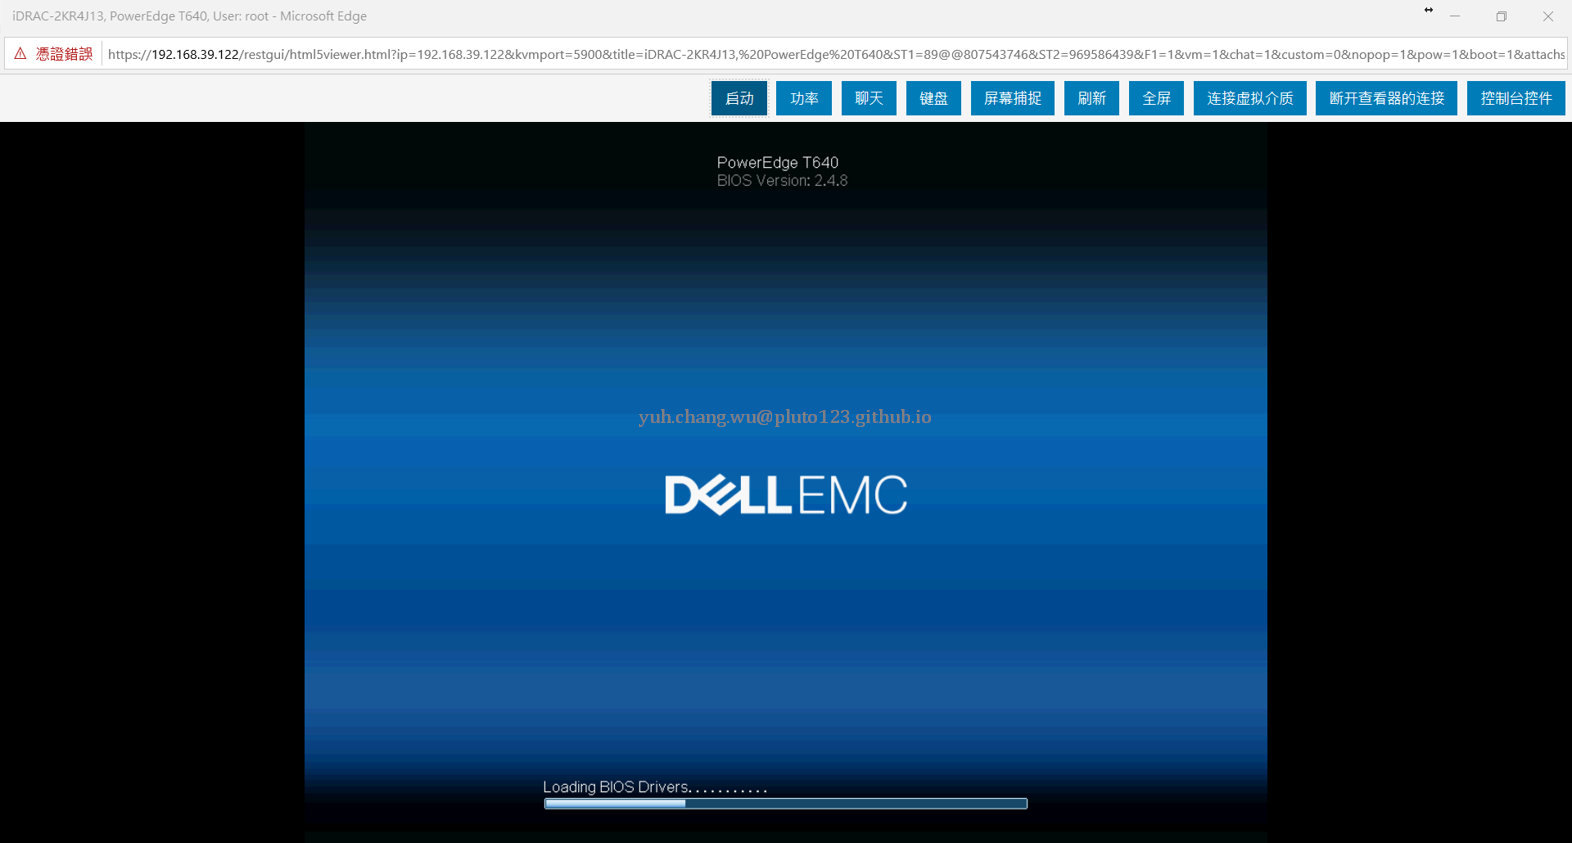 iDRAC-2KR4J13, PowerEdge T640, User: root - Microsoft Edge
憑證錯誤
https://192.168.39.122/restgui/html5viewer.html?ip=192.168.39.122&kvmport=5900&title=iDRAC-2KR4J13,%20PowerEdge%20T640&ST1=89@@807543746&ST2=969586439&F1=1&vm=1&chat=1&custom=0&nopop=1&pow=1&boot=1&attachs
启动 功率 聊天 键盘 屏幕捕捉 刷新 全屏 连接虚拟介质 断开查看器的连接 控制台控件
PowerEdge T640
BIOS Version: 2.4.8
yuh.chang.wu@pluto123.github.io
DELL EMC
Loading BIOS Drivers...........